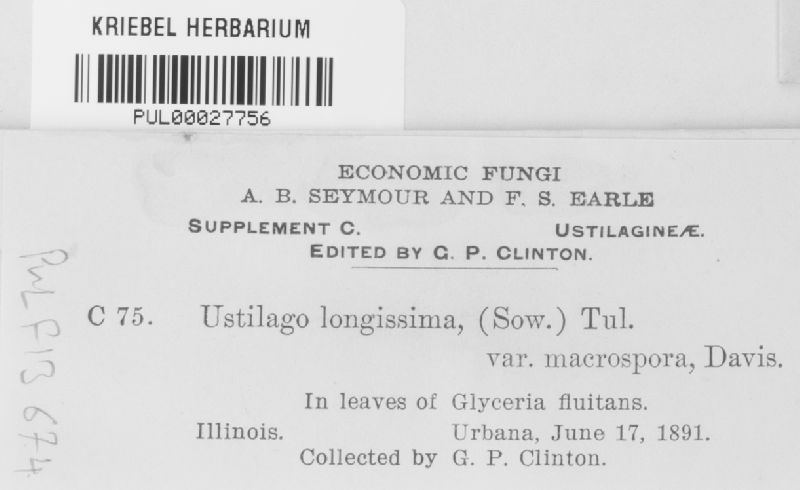 KRIEBEL HERBARIUM
PUL00027756
ECONOMIC FUNGI
A. B. SEYMOUR AND F. S. EARLE
SUPPLEMENT C. USTILAGINEÆ.
EDITED BY G. P. CLINTON.
C 75. Ustilago longissima, (Sow.) Tul.
var. macrospora, Davis.
In leaves of Glyceria fluitans.
Illinois. Urbana, June 17, 1891.
Collected by G. P. Clinton.
PUL F13 674